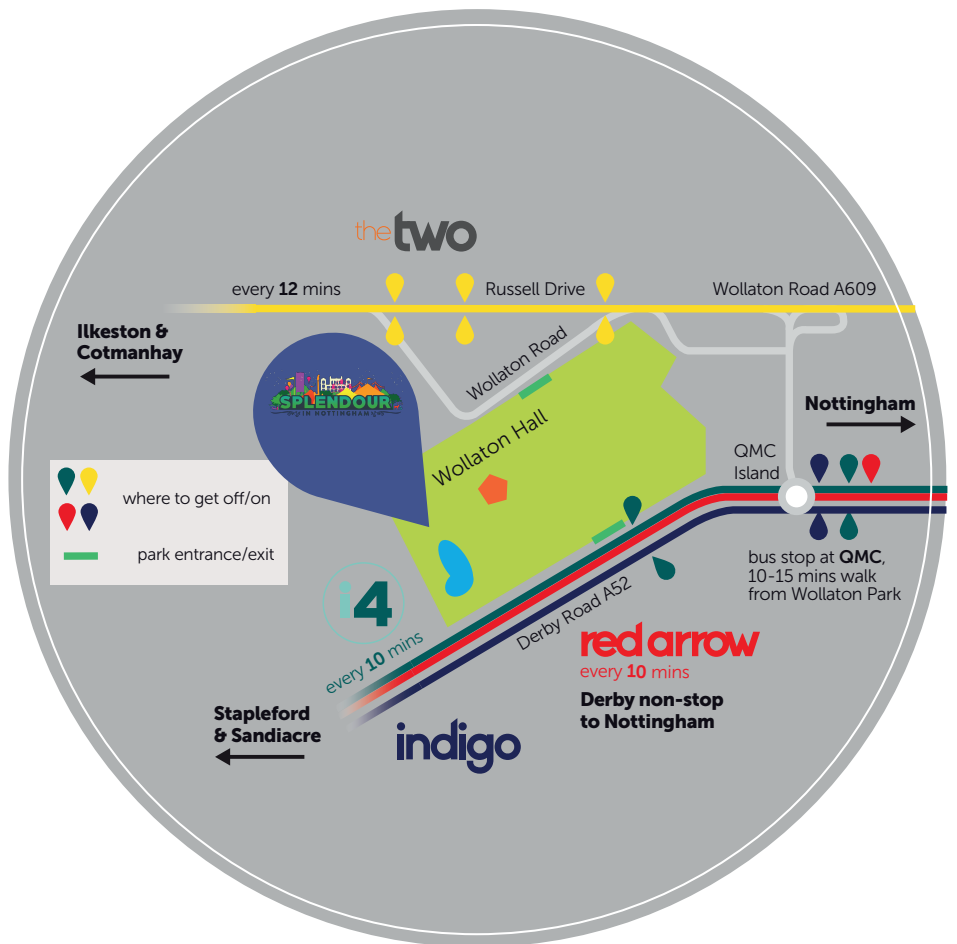 the two
every 12 mins
Russell Drive
Wollaton Road A609
Ilkeston &
Cotmanhay
Wollaton Road
SPLENDOUR
IN NOTTINGHAM
Nottingham
Wollaton Hall
QMC
Island
where to get off/on
park entrance/exit
bus stop at QMC,
10-15 mins walk
from Wollaton Park
i4
every 10 mins
Derby Road A52
red arrow
every 10 mins
Derby non-stop
to Nottingham
Stapleford
& Sandiacre
indigo